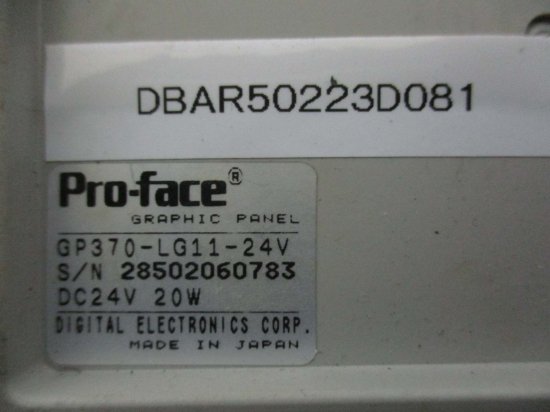 DBAR50223D081
Pro-face®
GRAPHIC PANEL
GP370-LG11-24V
S/N 28502060783
DC24V 20W
DIGITAL ELECTRONICS CORP.
MADE IN JAPAN